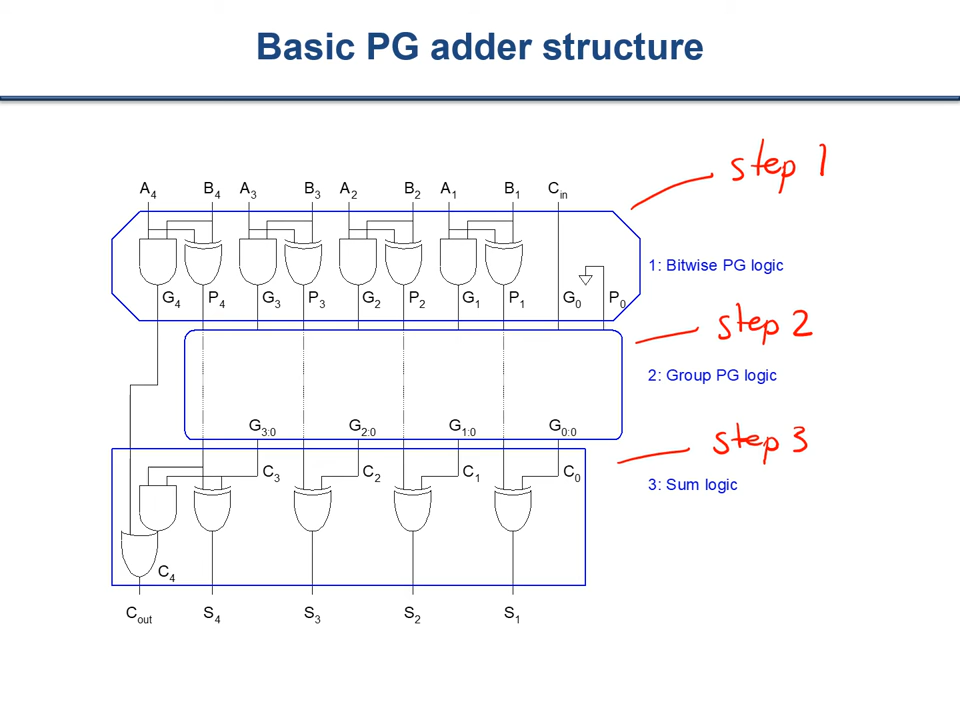 Basic PG adder structure
step 1
A4 B4 A3 B3 A2 B2 A1 B1 Cin
1: Bitwise PG logic
G4 P4 G3 P3 G2 P2 G1 P1 G0 P0
step 2
2: Group PG logic
G3:0 G2:0 G1:0 G0:0
step 3
C3 C2 C1 C0
3: Sum logic
C4
Cout S4 S3 S2 S1